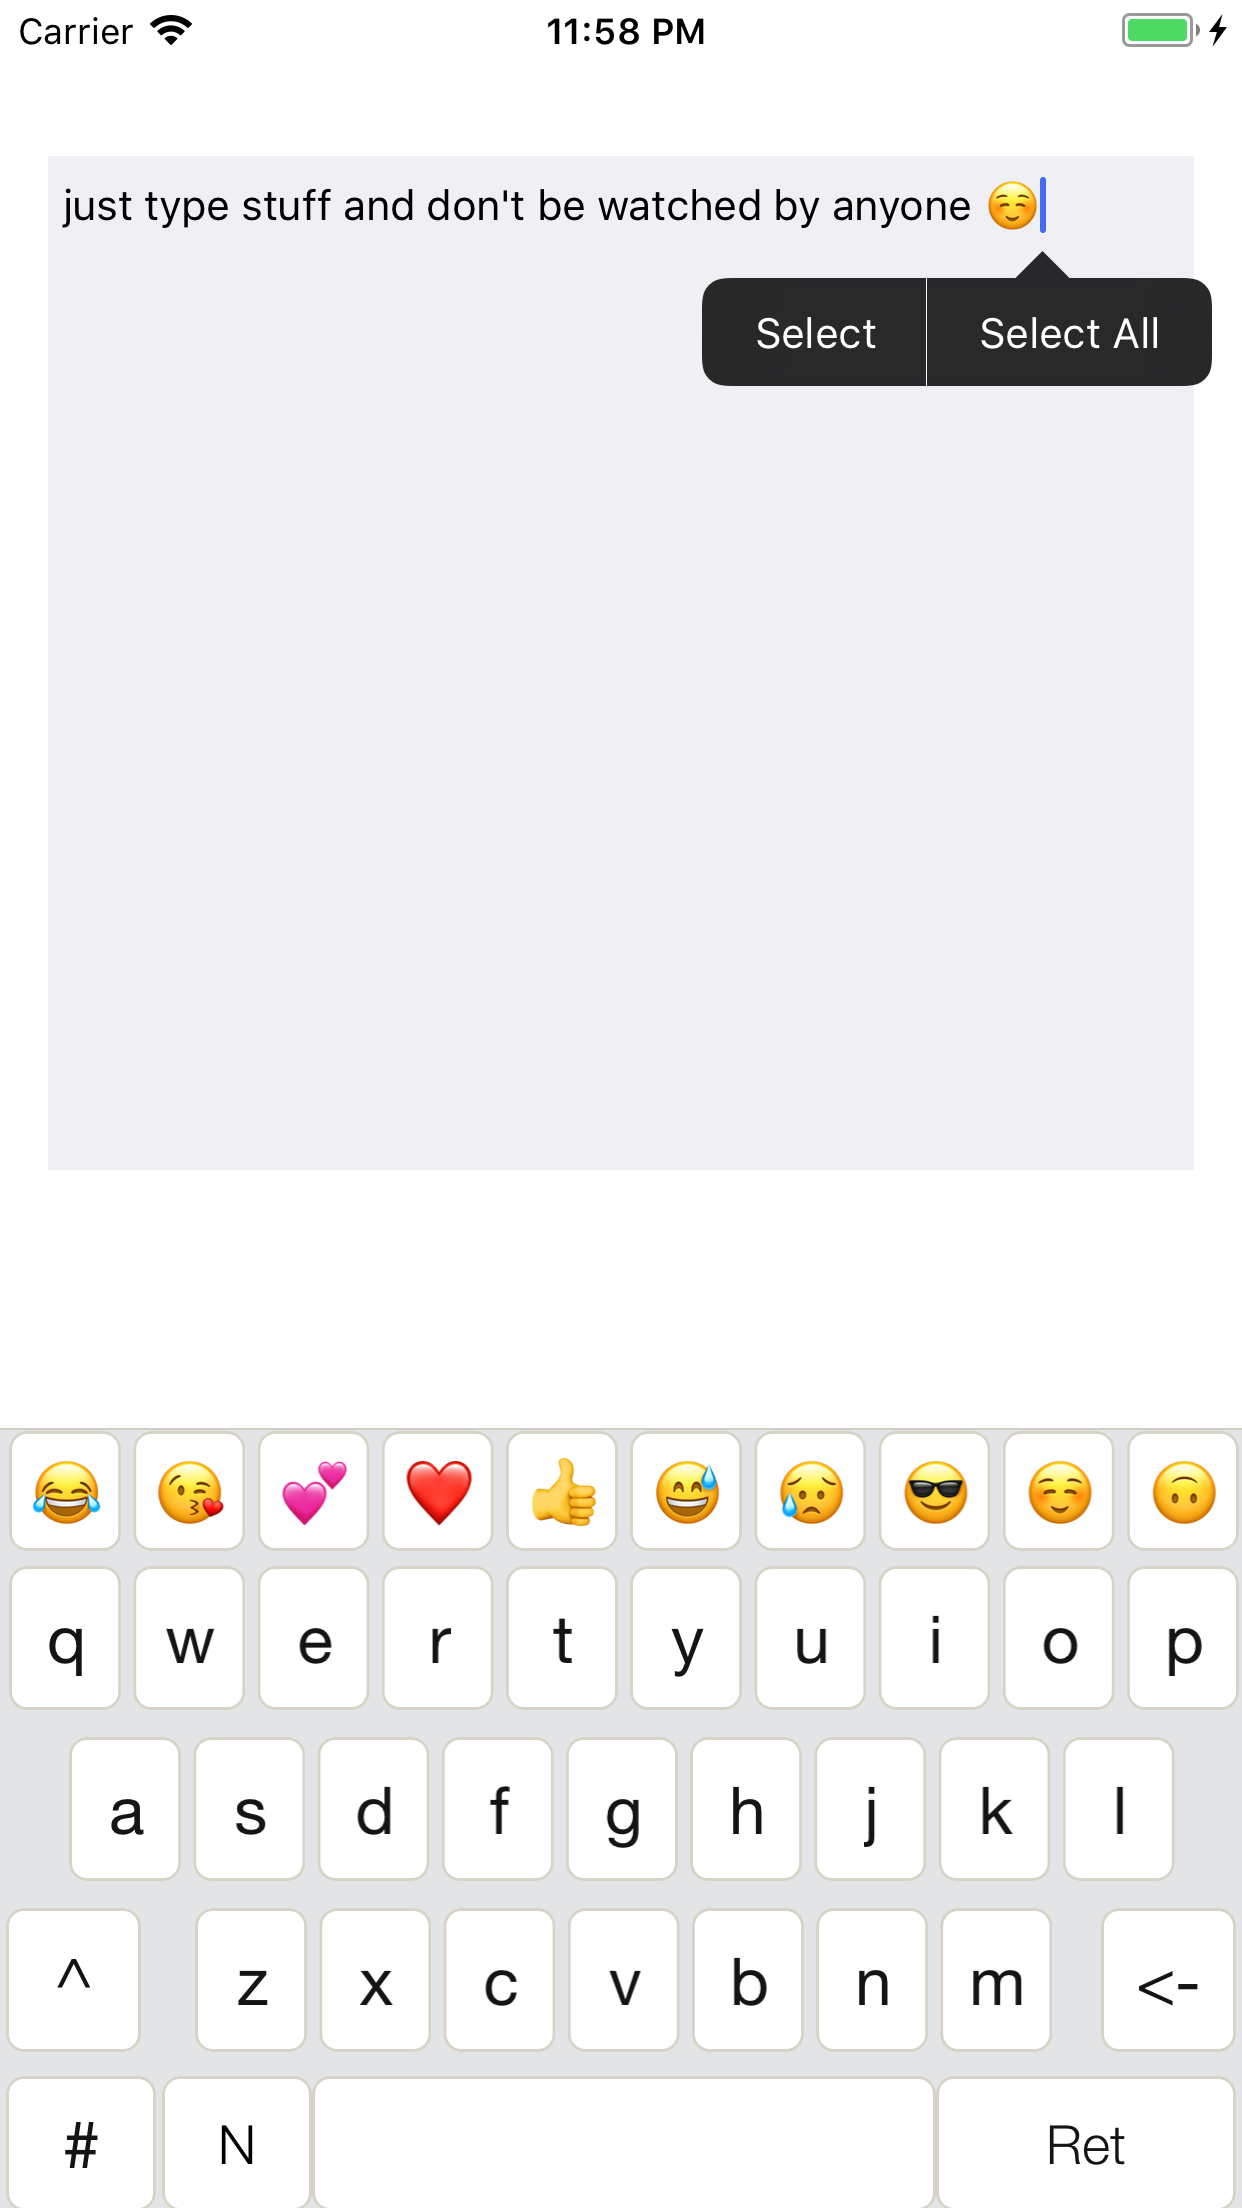 Carrier 11:58 PM
just type stuff and don't be watched by anyone ☺️
Select Select All
😂 😘 💕 ❤️ 👍 😅 😥 😎 ☺️ 🙃
q w e r t y u i o p
a s d f g h j k l
^ z x c v b n m <-
# N Ret